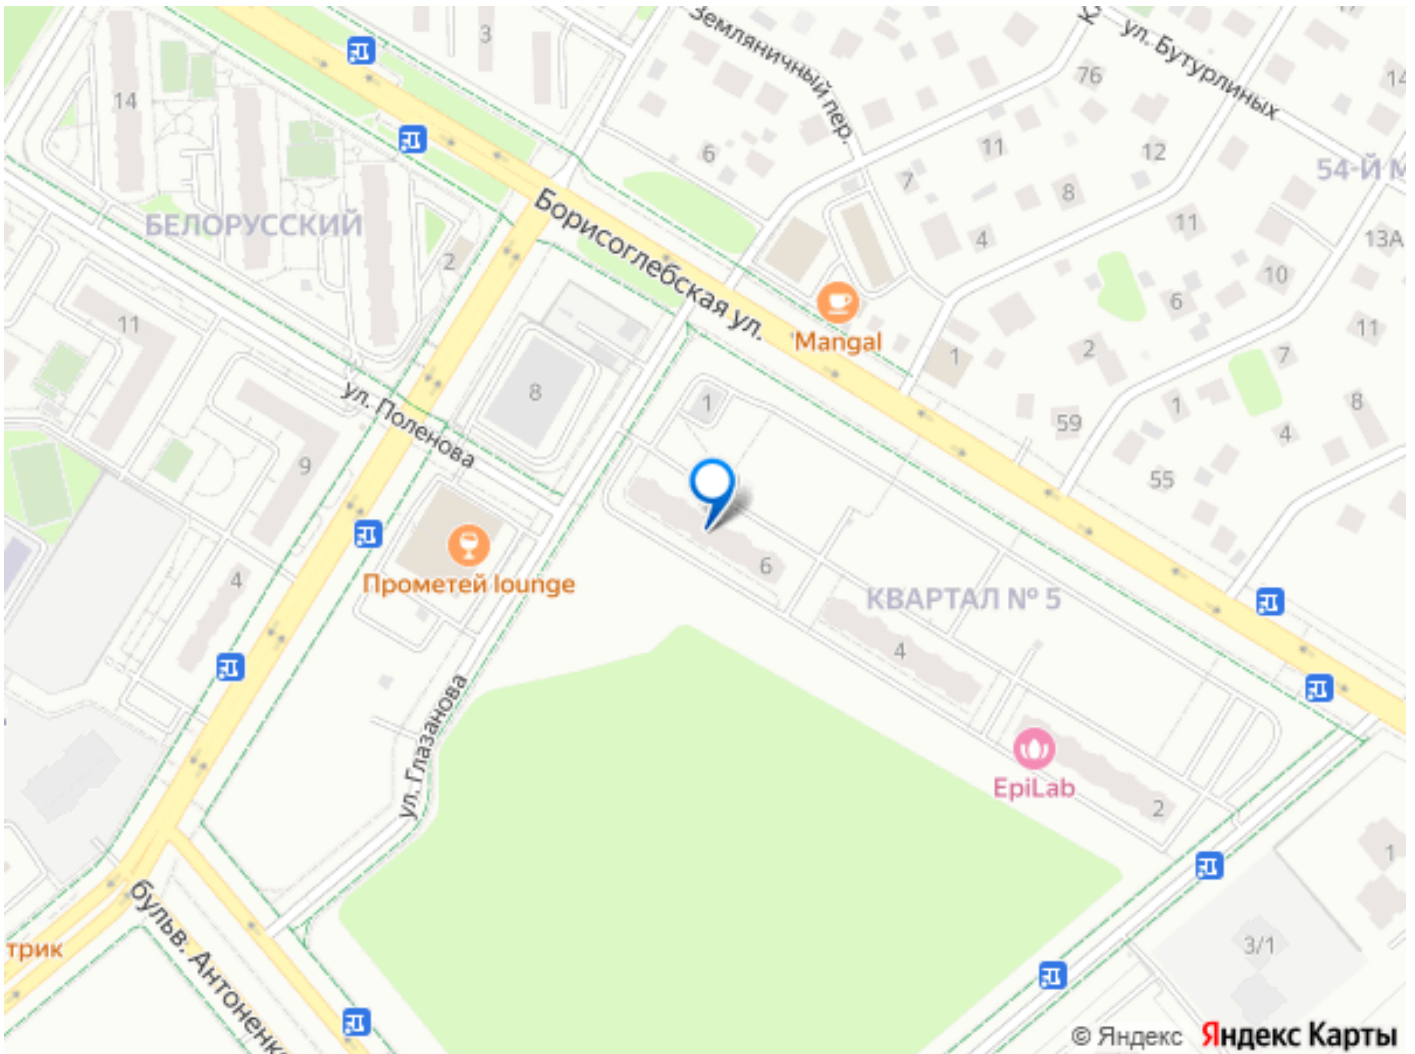 Земляничный пер.
ул. Бутурлиных
3
14
76
14
6
11
12
54-Й М
7
8
БЕЛОРУССКИЙ
Борисоглебская ул.
11
4
13А
2
10
6
Mangal
11
11
1
2
7
8
1
ул. Поленова
59
1
8
4
9
55
6
Прометей lounge
4
КВАРТАЛ № 5
4
ул. Глазанова
EpiLab
2
1
бульв. Антоненк
трик
3/1
© Яндекс Яндекс Карты